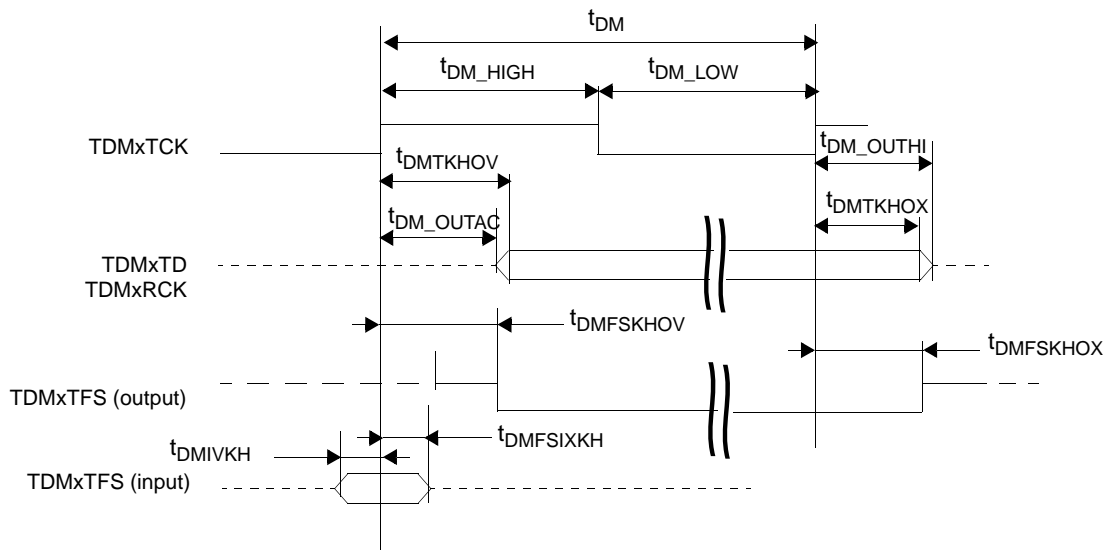 tDM
tDM_HIGH
tDM_LOW
TDMxTCK
tDM_OUTHI
tDMTKHOV
tDMTKHOX
tDM_OUTAC
TDMxTD
TDMxRCK
tDMFSKHOV
tDMFSKHOX
TDMxTFS (output)
tDMFSIXKH
tDMIVKH
TDMxTFS (input)